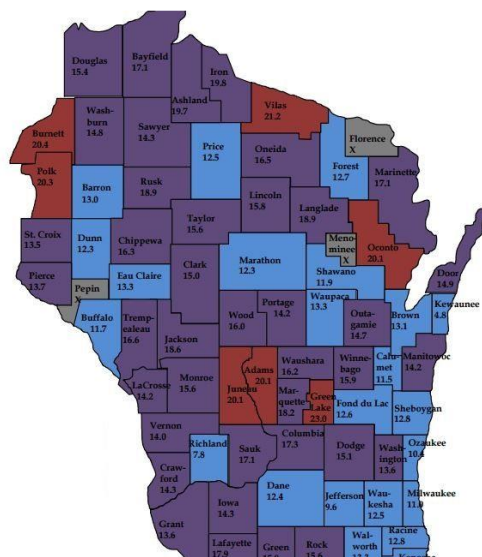 Douglas
15.4
Bayfield
17.1
Iron
19.8
Ashland
19.7
Vilas
21.2
Burnett
20.4
Wash-
burn
14.8
Sawyer
14.3
Price
12.5
Oneida
16.5
Forest
12.7
Florence
X
Marinette
17.1
Polk
20.3
Barron
13.0
Rusk
18.9
Lincoln
15.8
Langlade
18.9
Taylor
15.6
St. Croix
13.5
Dunn
12.3
Chippewa
16.3
Clark
15.0
Marathon
12.3
Meno-
minee
X
Oconto
20.1
Shawano
11.9
Door
14.9
Pierce
13.7
Pepin
X
Eau Claire
13.3
Buffalo
11.7
Tremp-
ealeau
16.6
Jackson
18.6
Wood
16.0
Portage
14.2
Waupaca
13.3
Outa-
gamie
14.7
Brown
13.1
Kewaunee
4.8
LaCrosse
14.2
Monroe
15.6
Juneau
20.1
Adams
20.1
Waushara
16.2
Winne-
bago
15.9
Calu-
met
11.5
Manitowoc
14.2
Mar-
quette
18.2
Green
Lake
23.0
Fond du Lac
12.6
Sheboygan
12.8
Vernon
14.0
Richland
7.8
Sauk
17.1
Columbia
17.3
Dodge
15.1
Wash-
ington
13.6
Ozaukee
10.4
Craw-
ford
14.3
Iowa
14.3
Dane
12.4
Jefferson
9.6
Wau-
kesha
12.5
Milwaukee
Grant
13.6
Lafayette
17.9
Green
Rock
15.6
Wal-
worth
Racine
12.8